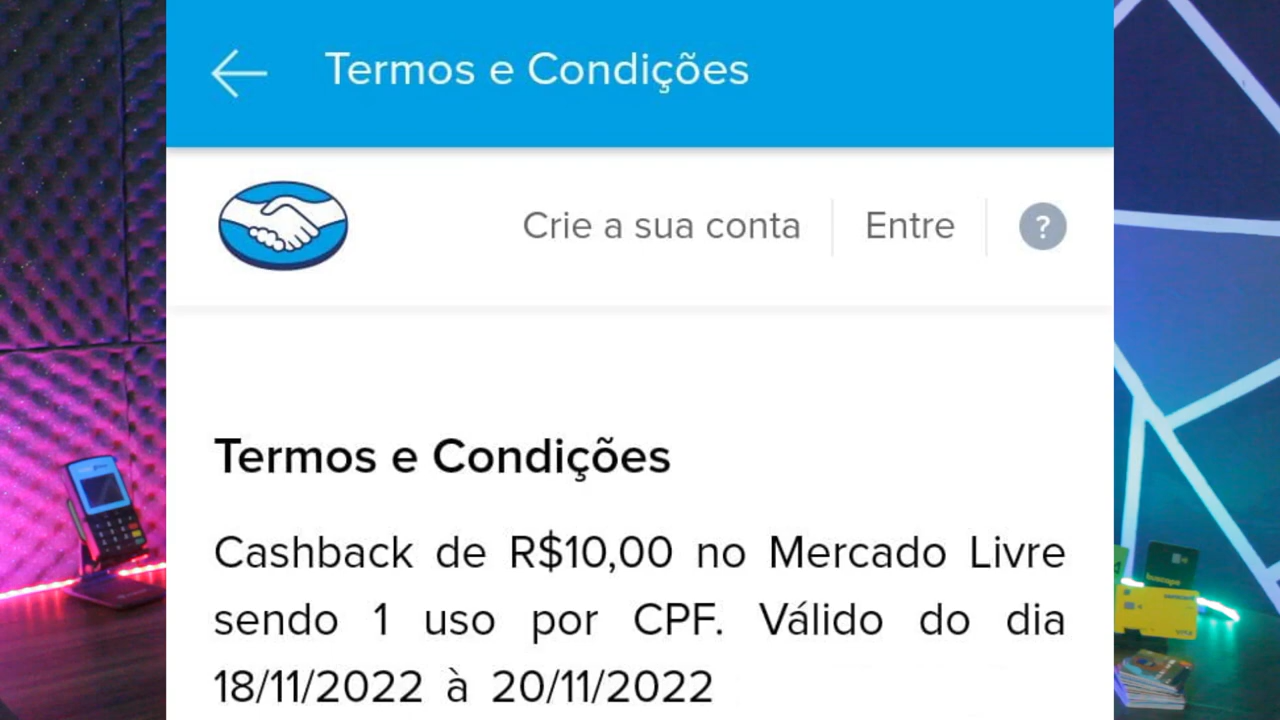 Termos e Condições
Crie a sua conta
Entre
?
Termos e Condições
Cashback de R$10,00 no Mercado Livre
sendo 1 uso por CPF. Válido do dia
18/11/2022 à 20/11/2022
VISA